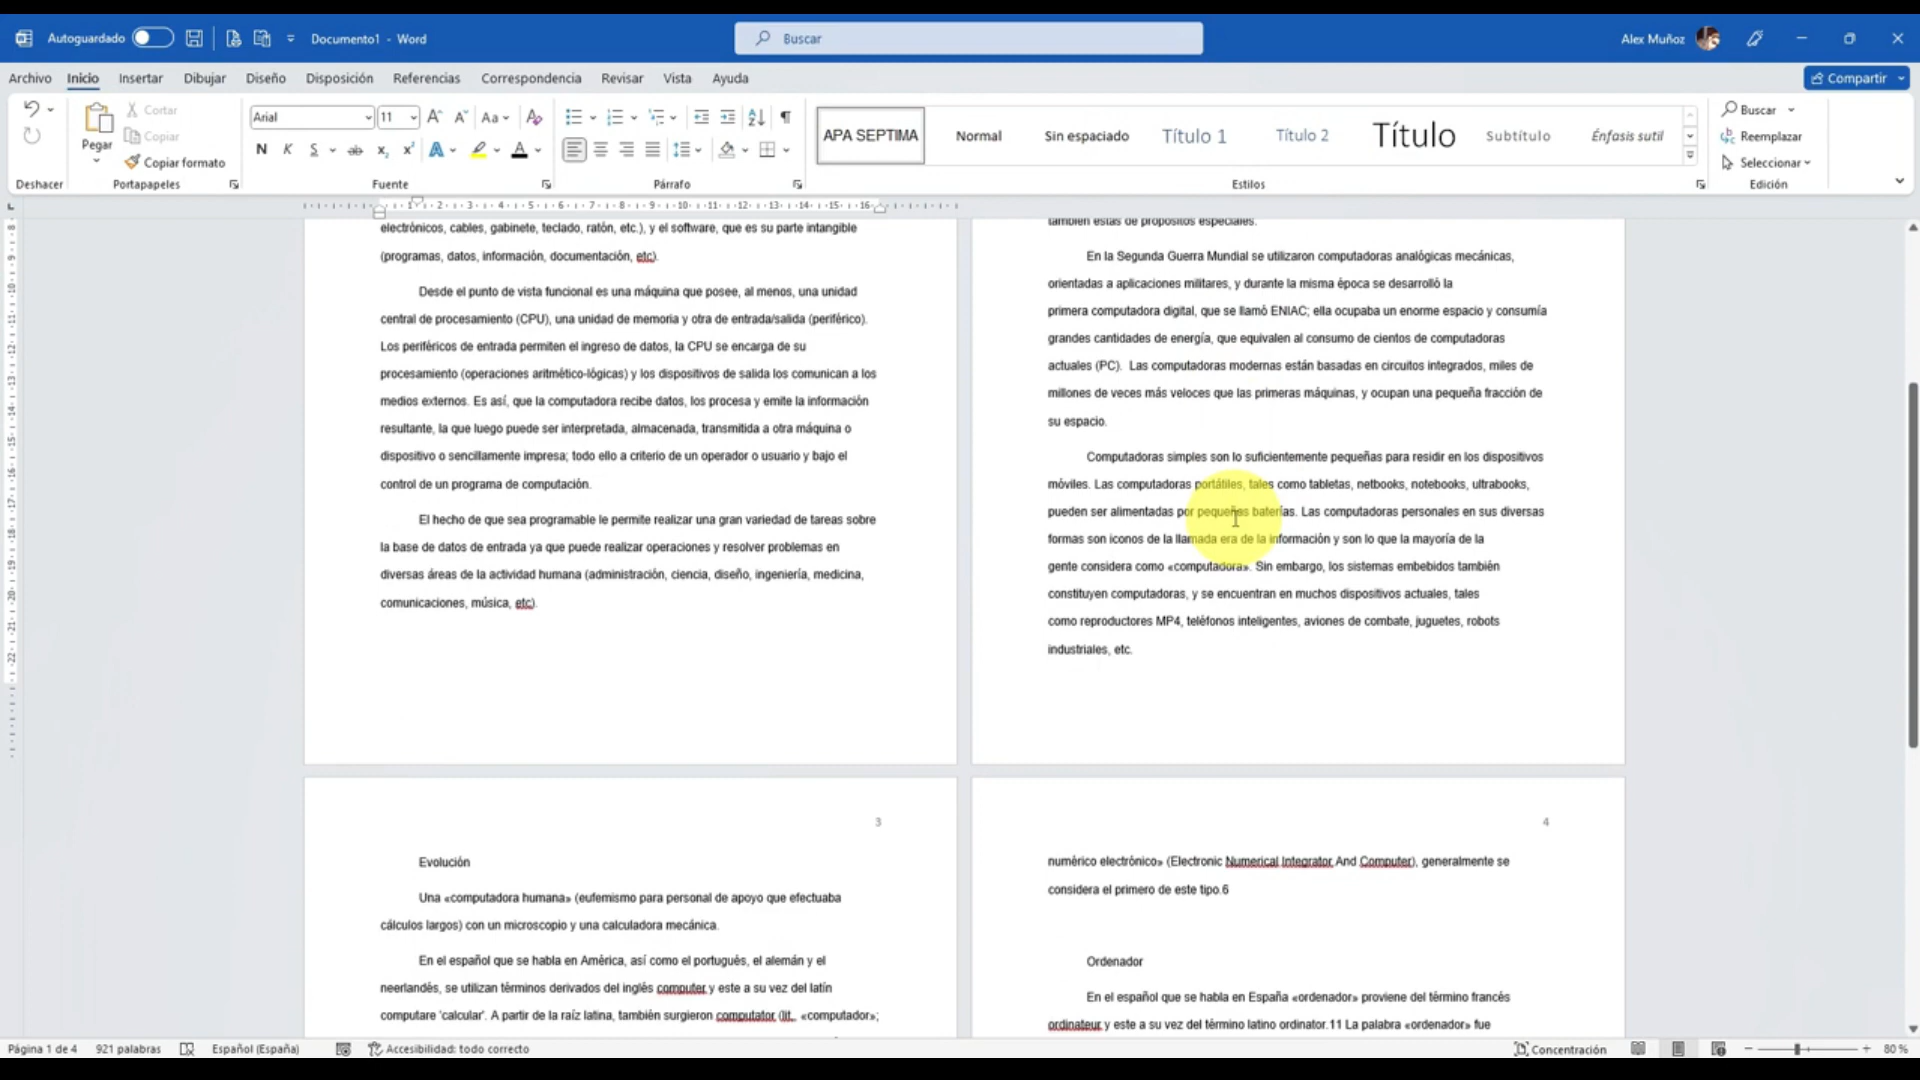 Autoguardado
Documento1 - Word
Buscar
Alex Muñoz
Archivo Inicio Insertar Dibujar Diseño Disposición Referencias Correspondencia Revisar Vista Ayuda
Compartir
Pegar
Cortar
Copiar
Copiar formato
Arial 11
N K S
APA SEPTIMA Normal Sin espaciado Título 1 Título 2 Título Subtítulo Énfasis sutil
Buscar
Reemplazar
Seleccionar
Deshacer Portapapeles Fuente Párrafo Estilos Edición
electrónicos, cables, gabinete, teclado, ratón, etc.), y el software, que es su parte intangible
(programas, datos, información, documentación, etc).
Desde el punto de vista funcional es una máquina que posee, al menos, una unidad
central de procesamiento (CPU), una unidad de memoria y otra de entrada/salida (periférico).
Los periféricos de entrada permiten el ingreso de datos, la CPU se encarga de su
procesamiento (operaciones aritmético-lógicas) y los dispositivos de salida los comunican a los
medios externos. Es así, que la computadora recibe datos, los procesa y emite la información
resultante, la que luego puede ser interpretada, almacenada, transmitida a otra máquina o
dispositivo o sencillamente impresa; todo ello a criterio de un operador o usuario y bajo el
control de un programa de computación.
El hecho de que sea programable le permite realizar una gran variedad de tareas sobre
la base de datos de entrada ya que puede realizar operaciones y resolver problemas en
diversas áreas de la actividad humana (administración, ciencia, diseño, ingeniería, medicina,
comunicaciones, música, etc).
también estas de propósitos especiales.
En la Segunda Guerra Mundial se utilizaron computadoras analógicas mecánicas,
orientadas a aplicaciones militares, y durante la misma época se desarrolló la
primera computadora digital, que se llamó ENIAC; ella ocupaba un enorme espacio y consumía
grandes cantidades de energía, que equivalen al consumo de cientos de computadoras
actuales (PC). Las computadoras modernas están basadas en circuitos integrados, miles de
millones de veces más veloces que las primeras máquinas, y ocupan una pequeña fracción de
su espacio.
Computadoras simples son lo suficientemente pequeñas para residir en los dispositivos
móviles. Las computadoras portátiles, tales como tabletas, netbooks, notebooks, ultrabooks,
pueden ser alimentadas por pequeñas baterías. Las computadoras personales en sus diversas
formas son iconos de la llamada era de la información y son lo que la mayoría de la
gente considera como «computadora». Sin embargo, los sistemas embebidos también
constituyen computadoras, y se encuentran en muchos dispositivos actuales, tales
como reproductores MP4, teléfonos inteligentes, aviones de combate, juguetes, robots
industriales, etc.
3
Evolución
Una «computadora humana» (eufemismo para personal de apoyo que efectuaba
cálculos largos) con un microscopio y una calculadora mecánica.
En el español que se habla en América, así como el portugués, el alemán y el
neerlandés, se utilizan términos derivados del inglés computer y este a su vez del latín
computare 'calcular'. A partir de la raíz latina, también surgieron computator (lit. «computador»;
4
numérico electrónico» (Electronic Numerical Integrator And Computer), generalmente se
considera el primero de este tipo.6
Ordenador
En el español que se habla en España «ordenador» proviene del término francés
ordinateur y este a su vez del término latino ordinator.11 La palabra «ordenador» fue
Página 1 de 4 921 palabras Español (España) Accesibilidad: todo correcto Concentración 80 %